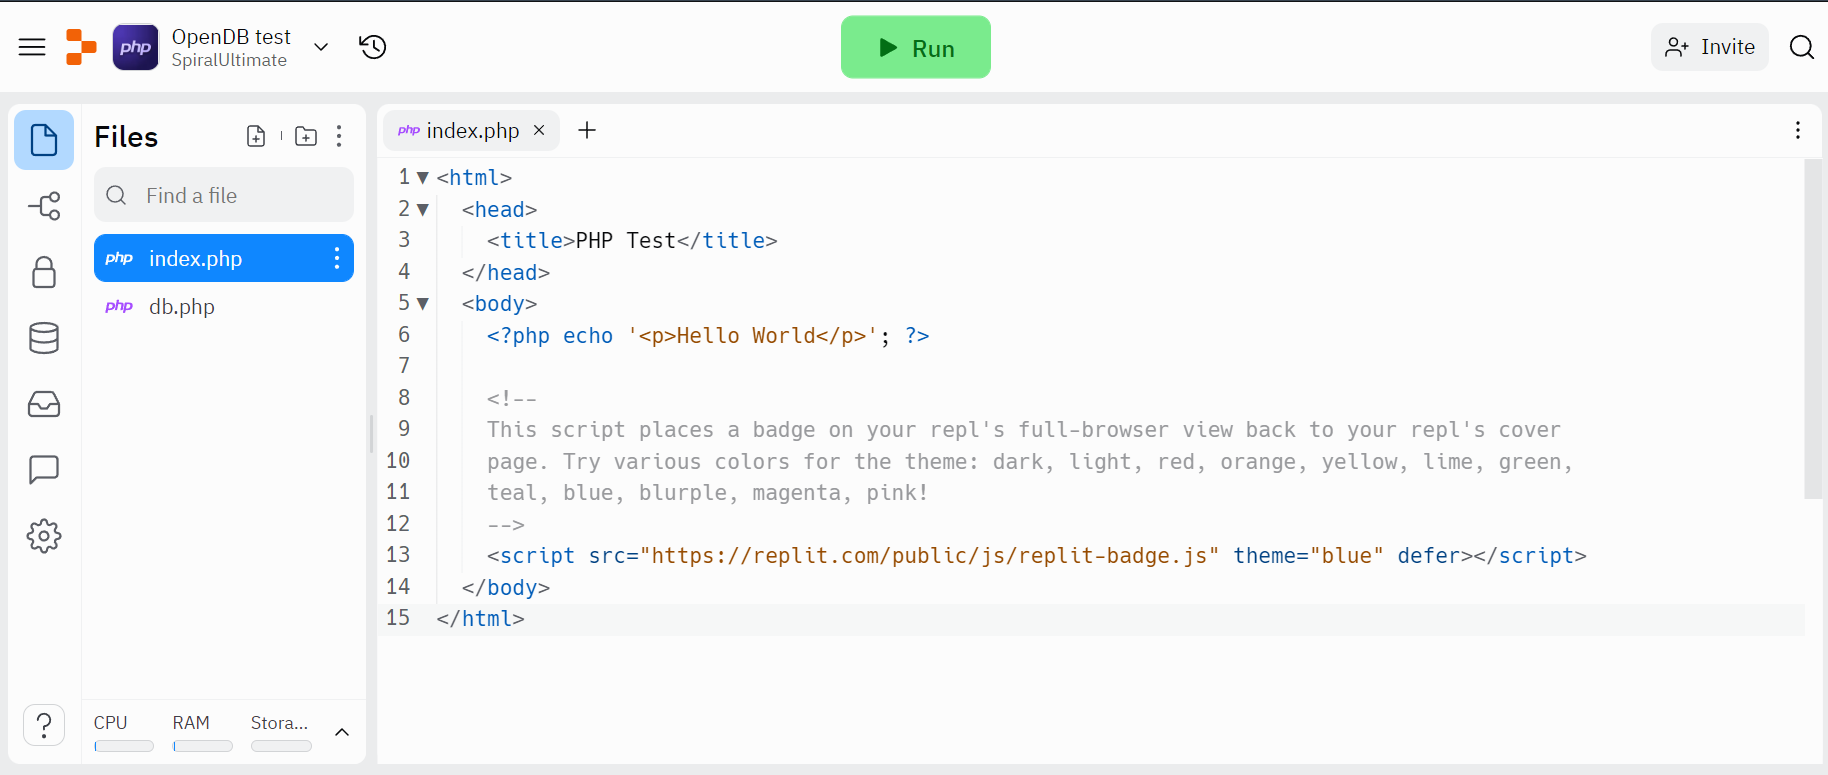 php
OpenDB test
SpiralUltimate
Run
Invite
Files
Find a file
php index.php
php db.php
CPU RAM Stora...
?
php index.php ×
1 <html>
2 <head>
3 <title>PHP Test</title>
4 </head>
5 <body>
6 <?php echo '<p>Hello World</p>'; ?>
7
8 <!--
9 This script places a badge on your repl's full-browser view back to your repl's cover
10 page. Try various colors for the theme: dark, light, red, orange, yellow, lime, green,
11 teal, blue, blurple, magenta, pink!
12 -->
13 <script src="https://replit.com/public/js/replit-badge.js" theme="blue" defer></script>
14 </body>
15 </html>